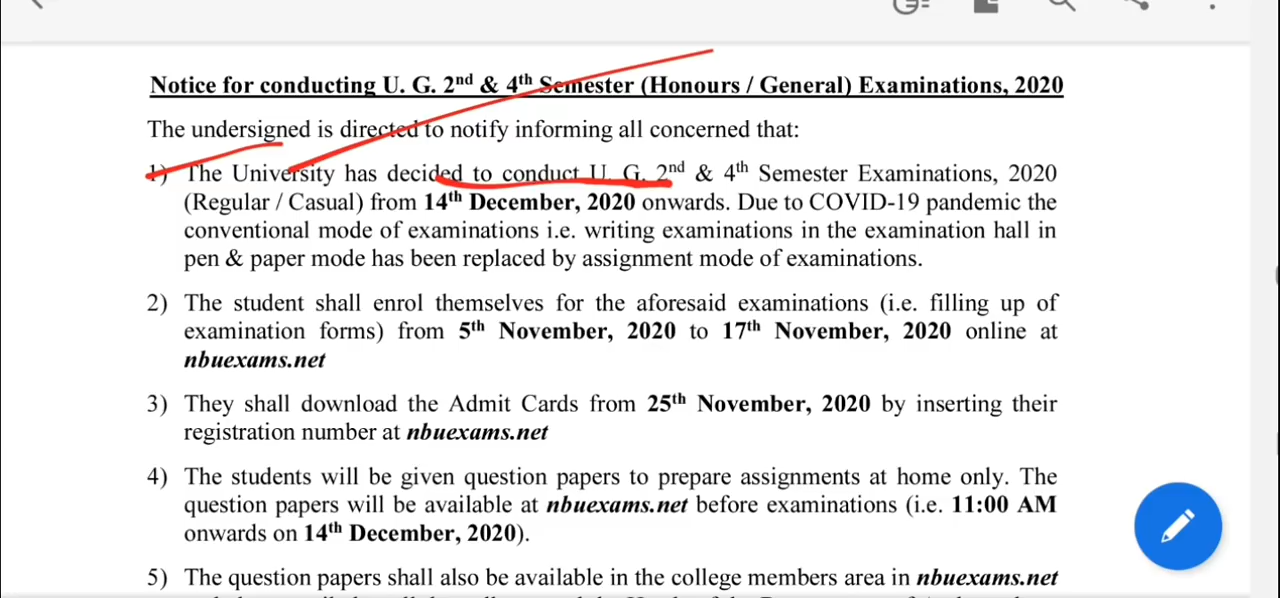 Notice for conducting U. G. 2nd & 4th Semester (Honours / General) Examinations, 2020
The undersigned is directed to notify informing all concerned that:
1) The University has decided to conduct U. G. 2nd & 4th Semester Examinations, 2020
(Regular / Casual) from 14th December, 2020 onwards. Due to COVID-19 pandemic the
conventional mode of examinations i.e. writing examinations in the examination hall in
pen & paper mode has been replaced by assignment mode of examinations.
2) The student shall enrol themselves for the aforesaid examinations (i.e. filling up of
examination forms) from 5th November, 2020 to 17th November, 2020 online at
nbuexams.net
3) They shall download the Admit Cards from 25th November, 2020 by inserting their
registration number at nbuexams.net
4) The students will be given question papers to prepare assignments at home only. The
question papers will be available at nbuexams.net before examinations (i.e. 11:00 AM
onwards on 14th December, 2020).
5) The question papers shall also be available in the college members area in nbuexams.net